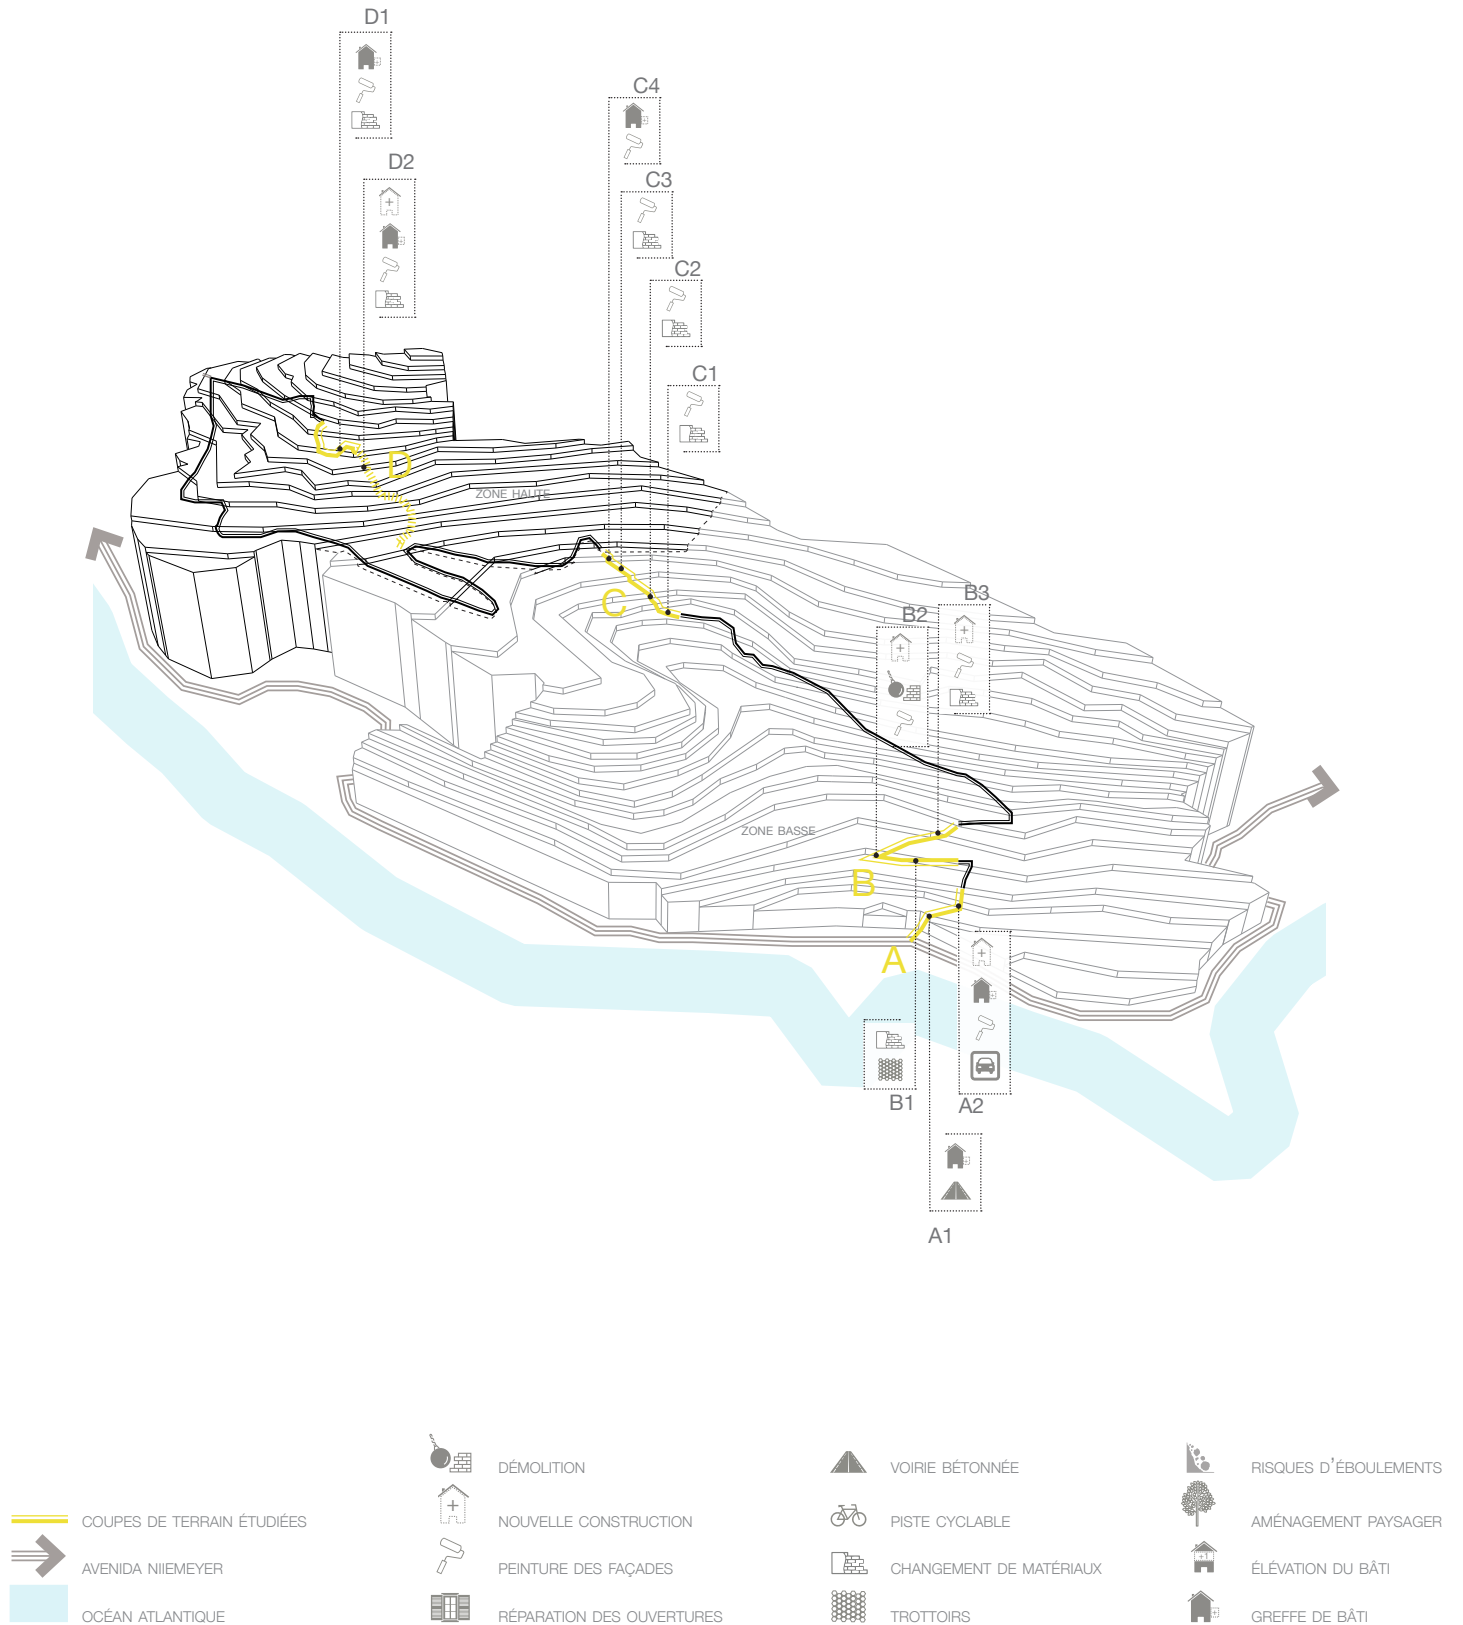 D1
C4
D2
C3
C2
C1
D
ZONE HAUTE
C
B3
B2
ZONE BASSE
B
A
B1
A2
A1
COUPES DE TERRAIN ÉTUDIÉES
AVENIDA NIIEMEYER
OCÉAN ATLANTIQUE
DÉMOLITION
NOUVELLE CONSTRUCTION
PEINTURE DES FAÇADES
RÉPARATION DES OUVERTURES
VOIRIE BÉTONNÉE
PISTE CYCLABLE
CHANGEMENT DE MATÉRIAUX
TROTTOIRS
RISQUES D'ÉBOULEMENTS
AMÉNAGEMENT PAYSAGER
+1
ÉLÉVATION DU BÂTI
GREFFE DE BÂTI